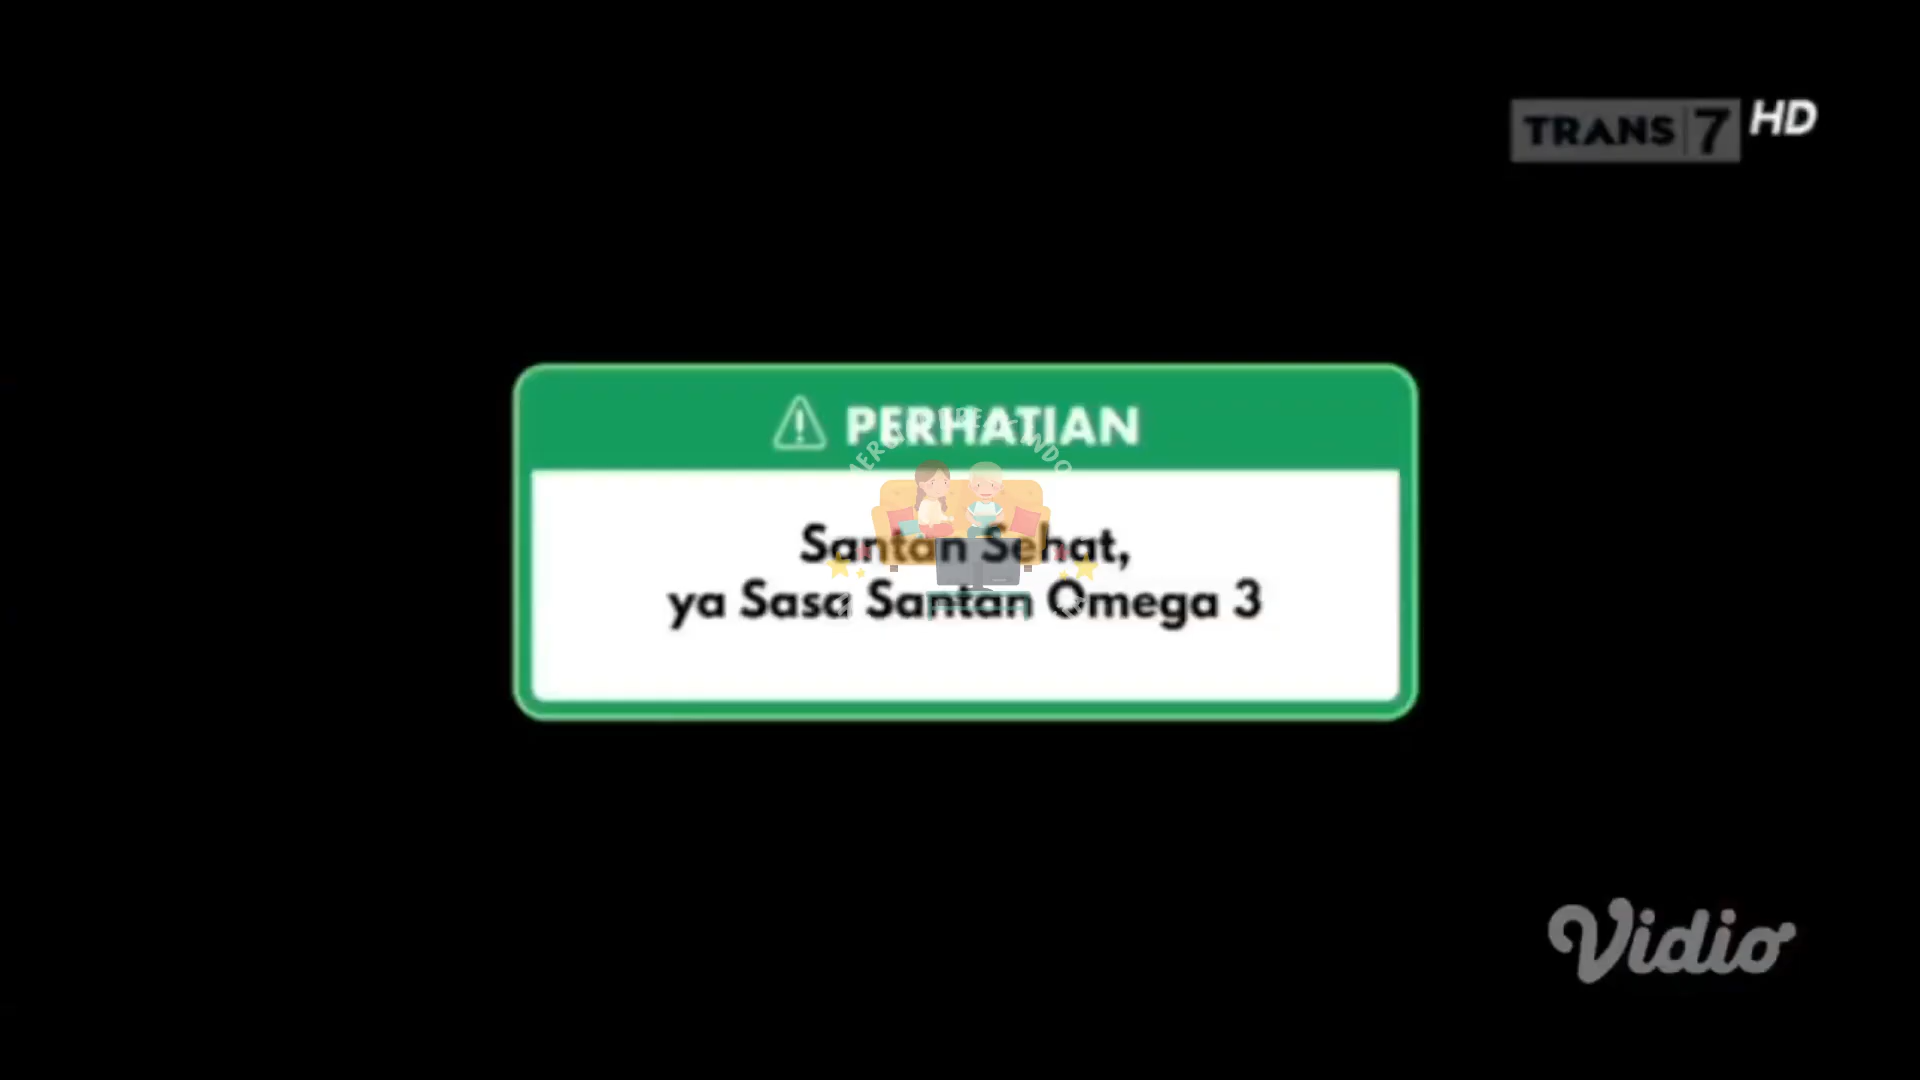 TRANS 7 HD
PERHATIAN
Santan Sehat,
ya Sasa Santan Omega 3
Vidio